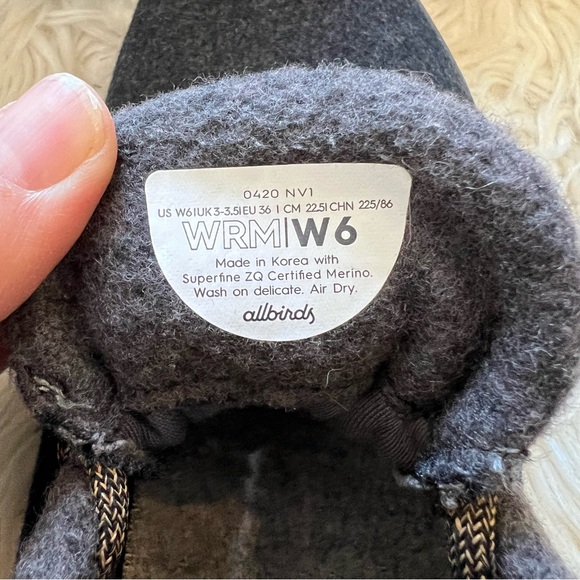 0420 NV1
US W6|UK 3-3.5|EU 36 | CM 22.5| CHN 225/86
WRM|W6
Made in Korea with
Superfine ZQ Certified Merino.
Wash on delicate. Air Dry.
allbirds